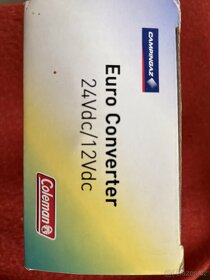 CAMPINGAZ
Euro Converter
24Vdc/12Vdc
Coleman